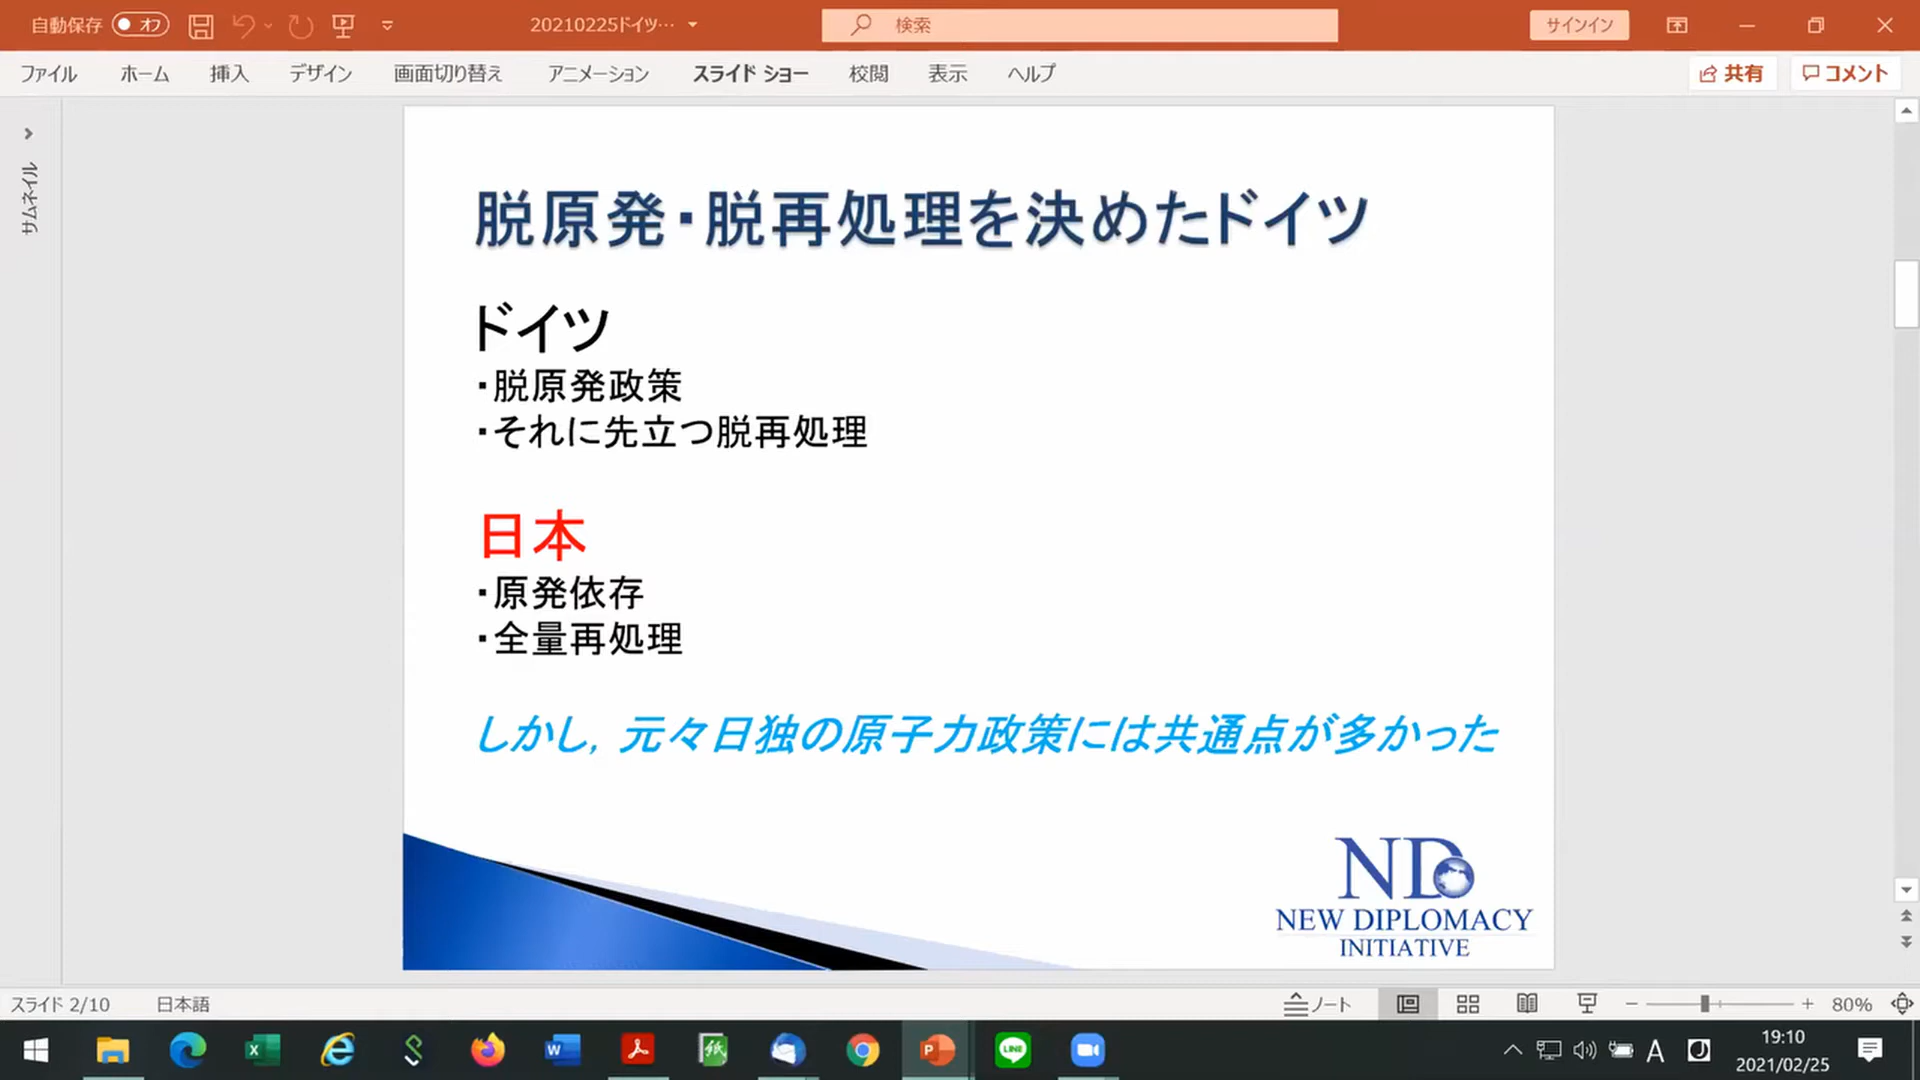 自動保存 オフ 20210225ドイツ… 検索 サインイン
ファイル ホーム 挿入 デザイン 画面切り替え アニメーション スライド ショー 校閲 表示 ヘルプ 共有 コメント
サムネイル
脱原発・脱再処理を決めたドイツ
ドイツ
・脱原発政策
・それに先立つ脱再処理
日本
・原発依存
・全量再処理
しかし，元々日独の原子力政策には共通点が多かった
ND
NEW DIPLOMACY
INITIATIVE
スライド 2/10 日本語 ノート 80%
A 19:10
2021/02/25